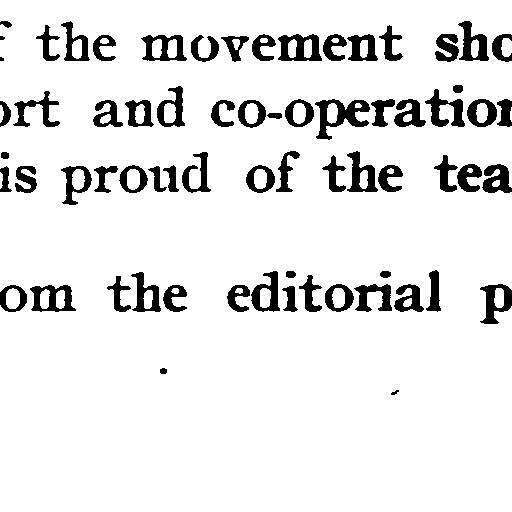 f the movement sho
ort and co-operation
is proud of the tea
om the editorial p